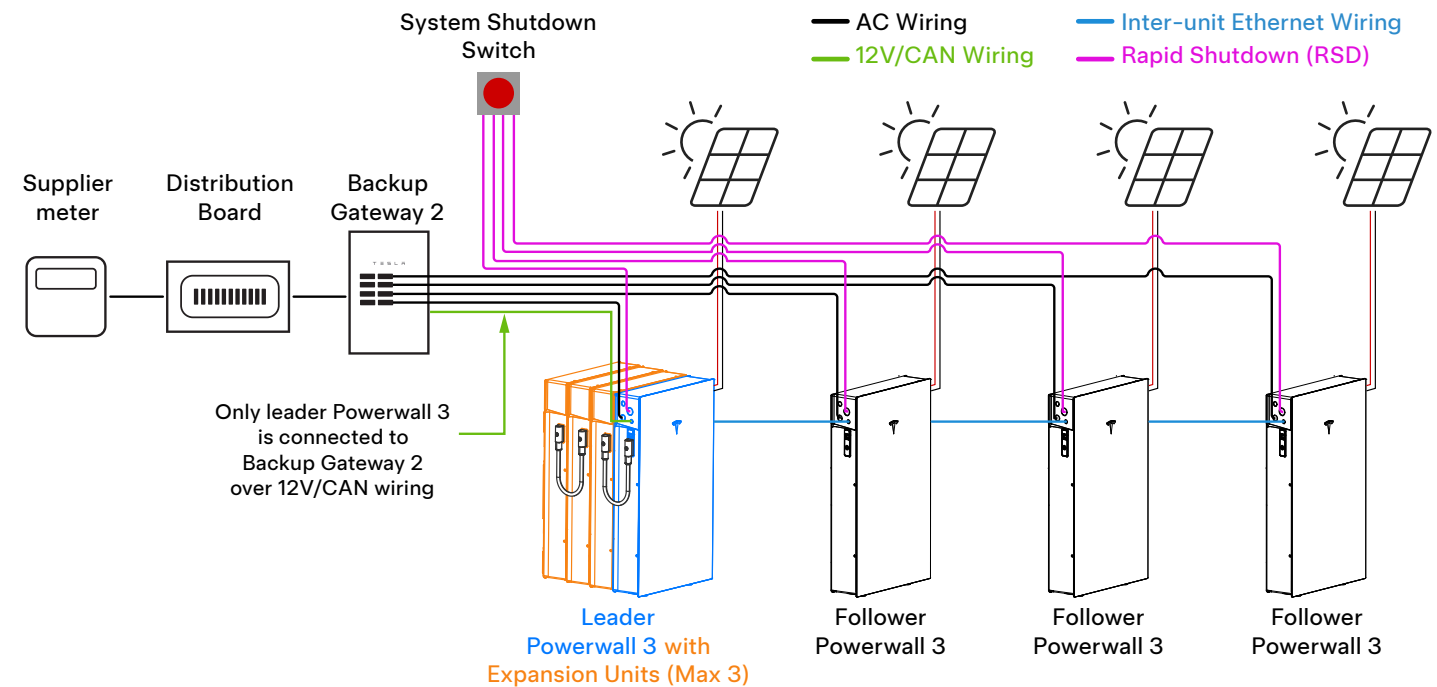 System Shutdown
Switch
AC Wiring
12V/CAN Wiring
Inter-unit Ethernet Wiring
Rapid Shutdown (RSD)
Supplier
meter
Distribution
Board
Backup
Gateway 2
TESLA
Only leader Powerwall 3
is connected to
Backup Gateway 2
over 12V/CAN wiring
Leader
Powerwall 3 with
Expansion Units (Max 3)
Follower
Powerwall 3
Follower
Powerwall 3
Follower
Powerwall 3